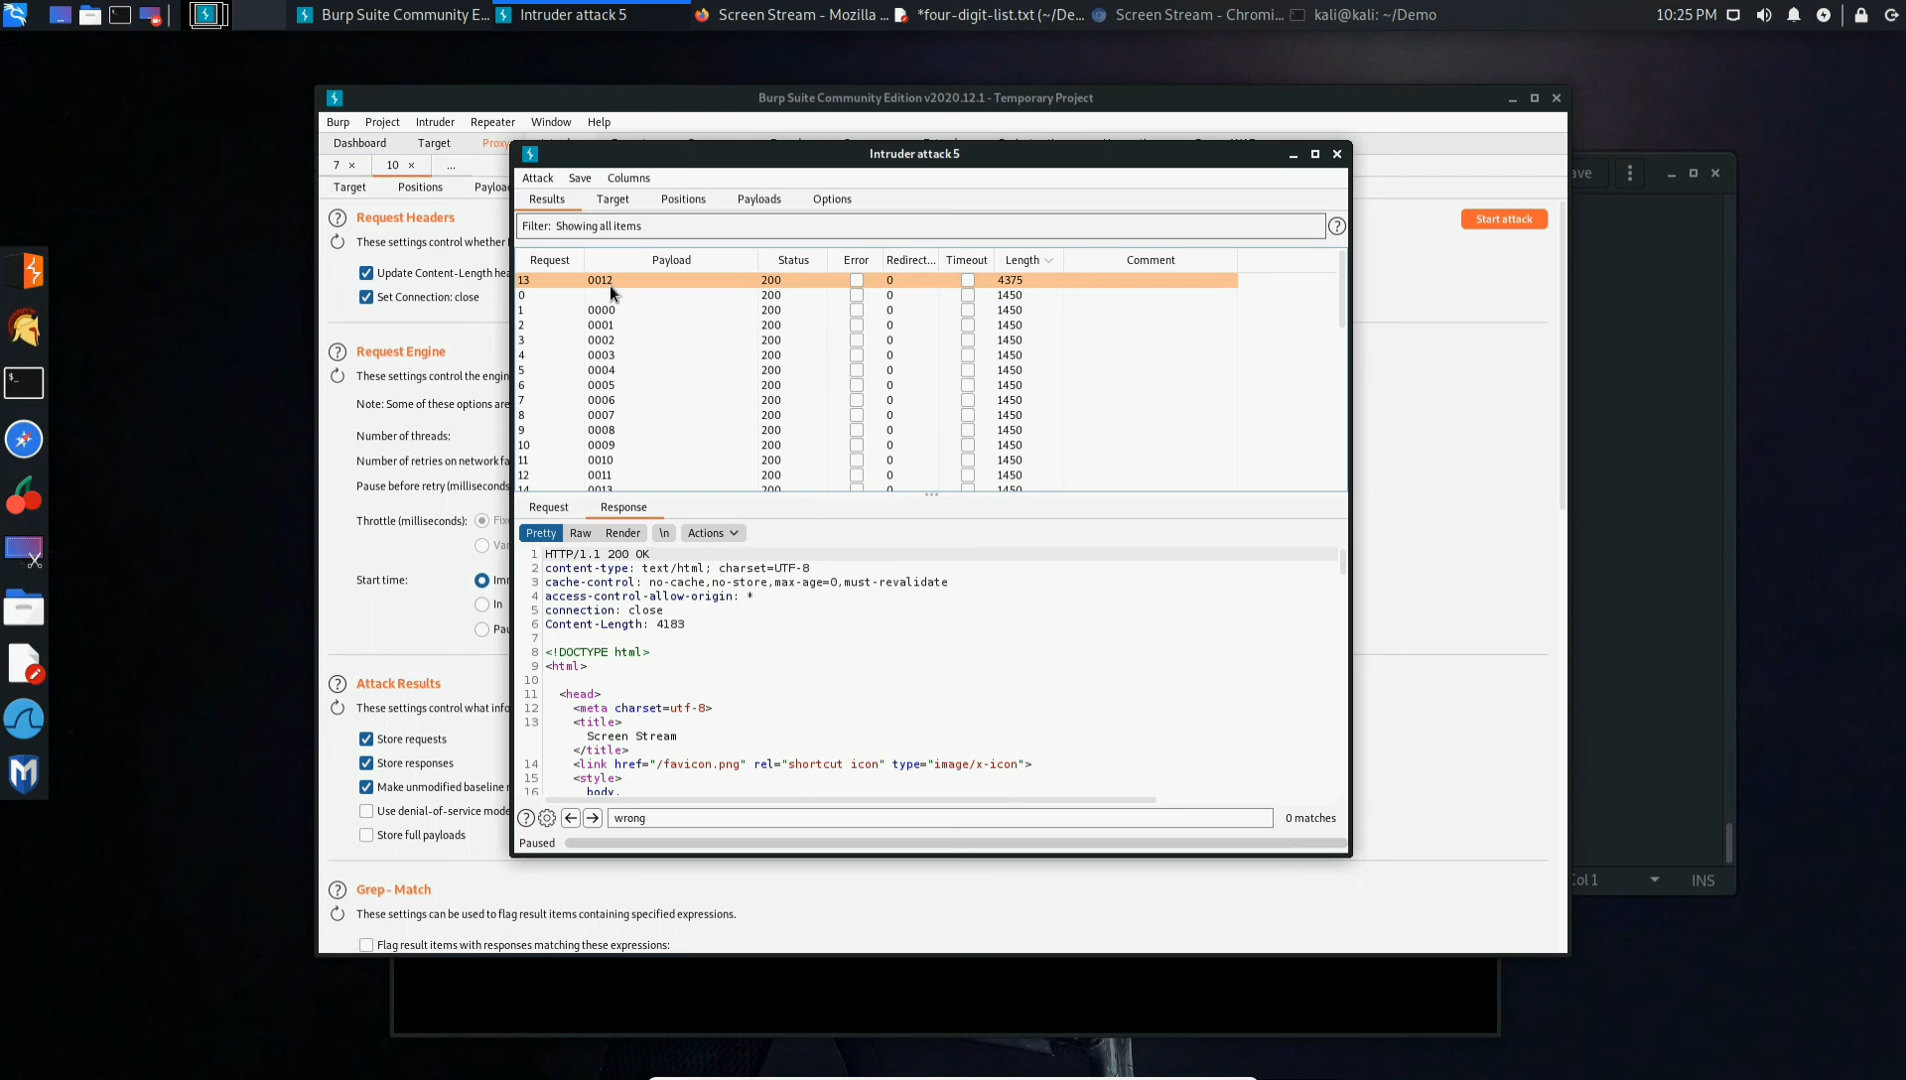 Burp Suite Community E...
Intruder attack 5
Screen Stream - Mozilla ...
*four-digit-list.txt (~/De...
Screen Stream - Chromi...
kali@kali: ~/Demo
10:25 PM
Burp Suite Community Edition v2020.12.1 - Temporary Project
Burp Project Intruder Repeater Window Help
Dashboard Target Proxy
7 × 10 × ...
Target Positions Payloa
Request Headers
These settings control whether
Update Content-Length hea
Set Connection: close
Start attack
Request Engine
These settings control the engin
Note: Some of these options are
Number of threads:
Number of retries on network fa
Pause before retry (milliseconds
Throttle (milliseconds): Fix
Va
Start time: Imm
In
Pau
Attack Results
These settings control what info
Store requests
Store responses
Make unmodified baseline r
Use denial-of-service mode
Store full payloads
Grep - Match
These settings can be used to flag result items containing specified expressions.
Flag result items with responses matching these expressions:
Intruder attack 5
Attack Save Columns
Results Target Positions Payloads Options
Filter: Showing all items
Request Payload Status Error Redirect... Timeout Length Comment
13 0012 200 0 4375
0 200 0 1450
1 0000 200 0 1450
2 0001 200 0 1450
3 0002 200 0 1450
4 0003 200 0 1450
5 0004 200 0 1450
6 0005 200 0 1450
7 0006 200 0 1450
8 0007 200 0 1450
9 0008 200 0 1450
10 0009 200 0 1450
11 0010 200 0 1450
12 0011 200 0 1450
14 0013 200 0 1450
Request Response
Pretty Raw Render \n Actions
1 HTTP/1.1 200 OK
2 content-type: text/html; charset=UTF-8
3 cache-control: no-cache,no-store,max-age=0,must-revalidate
4 access-control-allow-origin: *
5 connection: close
6 Content-Length: 4183
7
8 <!DOCTYPE html>
9 <html>
10
11 <head>
12 <meta charset=utf-8>
13 <title>
Screen Stream
</title>
14 <link href="/favicon.png" rel="shortcut icon" type="image/x-icon">
15 <style>
16 body,
wrong
0 matches
Paused
ave
Col 1 INS